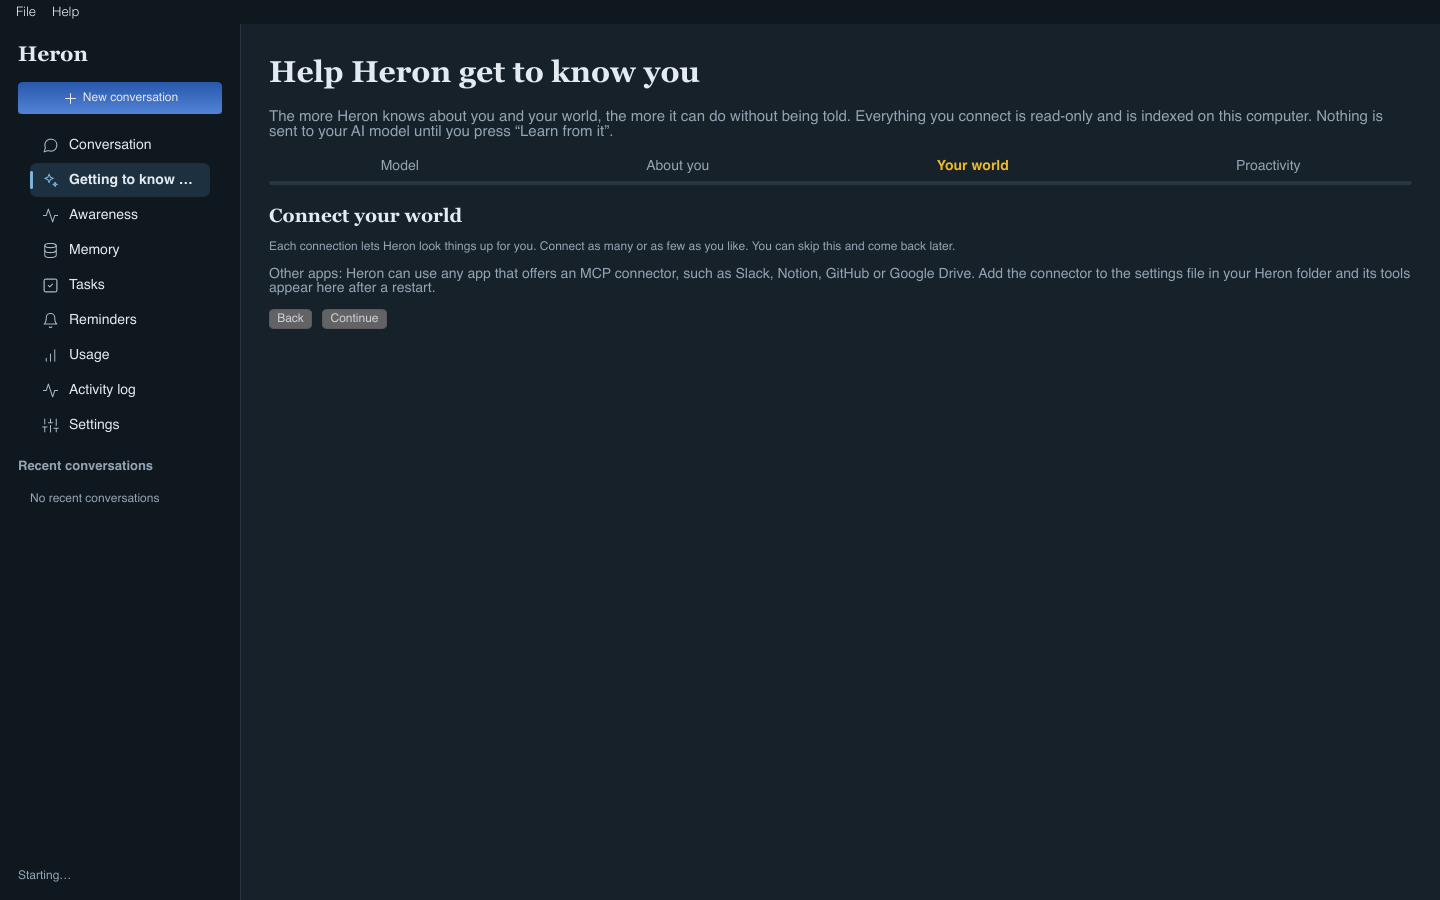 File Help
Heron
New conversation
Conversation
Getting to know ...
Awareness
Memory
Tasks
Reminders
Usage
Activity log
Settings
Recent conversations
No recent conversations
Starting...
Help Heron get to know you
The more Heron knows about you and your world, the more it can do without being told. Everything you connect is read-only and is indexed on this computer. Nothing is
sent to your AI model until you press “Learn from it”.
Model About you Your world Proactivity
Connect your world
Each connection lets Heron look things up for you. Connect as many or as few as you like. You can skip this and come back later.
Other apps: Heron can use any app that offers an MCP connector, such as Slack, Notion, GitHub or Google Drive. Add the connector to the settings file in your Heron folder and its tools
appear here after a restart.
Back Continue